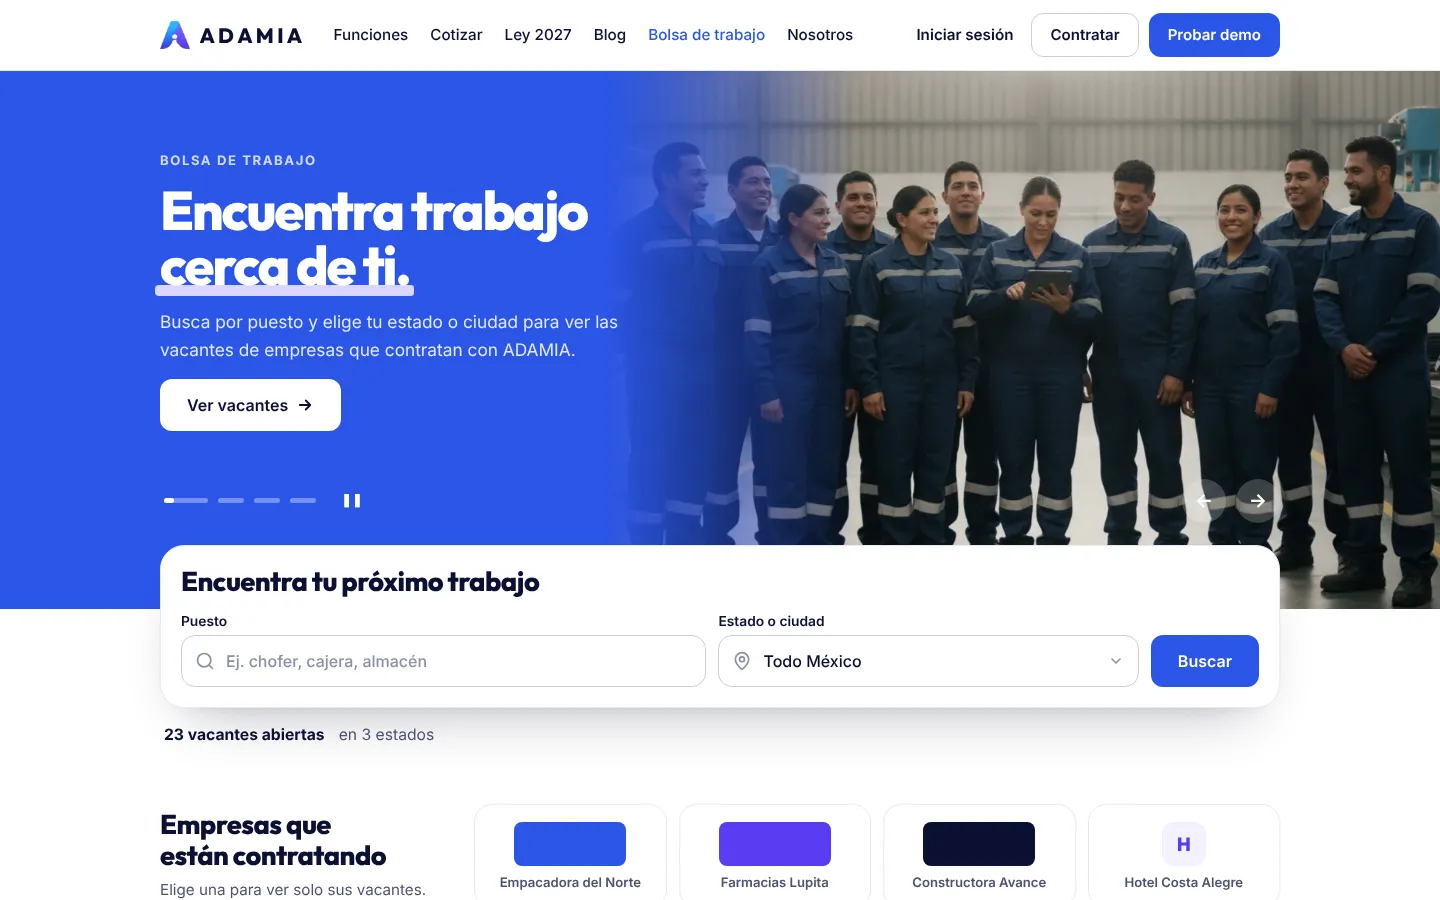 ADAMIA
Funciones
Cotizar
Ley 2027
Blog
Bolsa de trabajo
Nosotros
Iniciar sesión
Contratar
Probar demo
BOLSA DE TRABAJO
Encuentra trabajo
cerca de ti.
Busca por puesto y elige tu estado o ciudad para ver las
vacantes de empresas que contratan con ADAMIA.
Ver vacantes
Encuentra tu próximo trabajo
Puesto
Estado o ciudad
Ej. chofer, cajera, almacén
Todo México
Buscar
23 vacantes abiertas en 3 estados
Empresas que
están contratando
Elige una para ver solo sus vacantes.
Empacadora del Norte
Farmacias Lupita
Constructora Avance
H
Hotel Costa Alegre